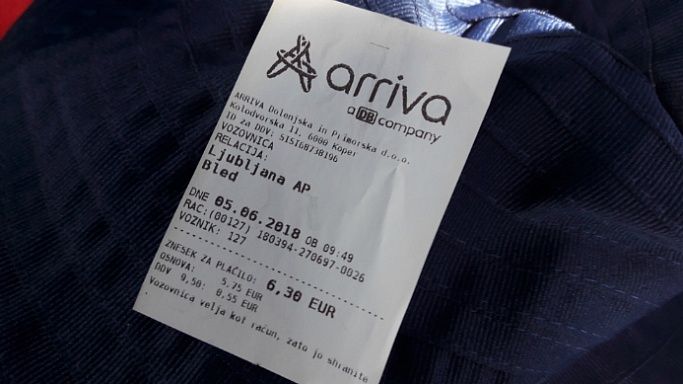 arriva
a DB company
ARRIVA Dolenjska in Primorska d.o.o.
Kolodvorska 11, 6000 Koper
ID za DDV: SI51G8738196
VOZOVNICA
RELACIJA:
Ljubljana AP
Bled
DNE 05.06.2018 OB 09:49
RAC:(00127) 180394-270697-0026
VOZNIK: 127
ZNESEK ZA PLAČILO: 6,30 EUR
OSNOVA: 5.75 EUR
DDV 9,50: 0,55 EUR
Vozovnica velja kot račun, zato jo shranite